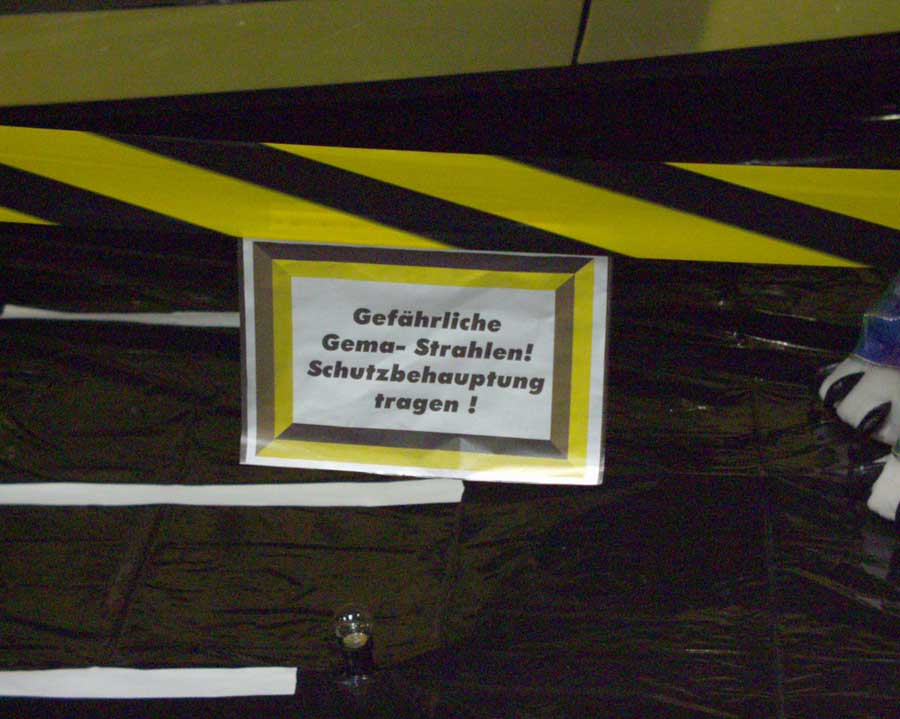 Gefährliche
Gema- Strahlen!
Schutzbehauptung
tragen !